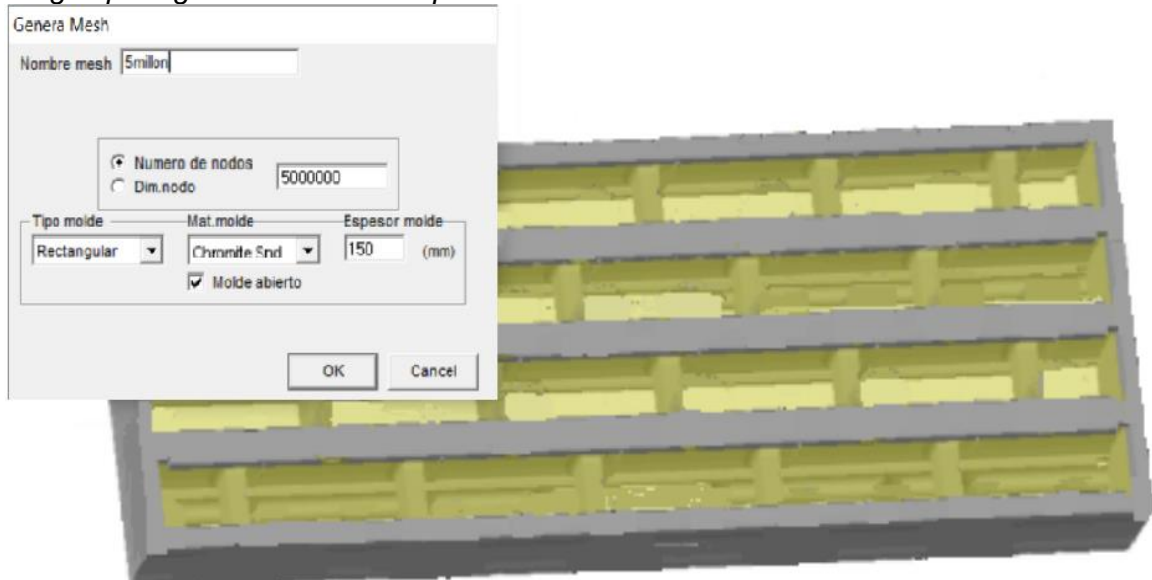 Genera Mesh
Nombre mesh 5millon
Numero de nodos 5000000
Dim.nodo
Tipo molde Mat.molde Espesor molde
Rectangular Chromite Snd 150 (mm)
Molde abierto
OK Cancel